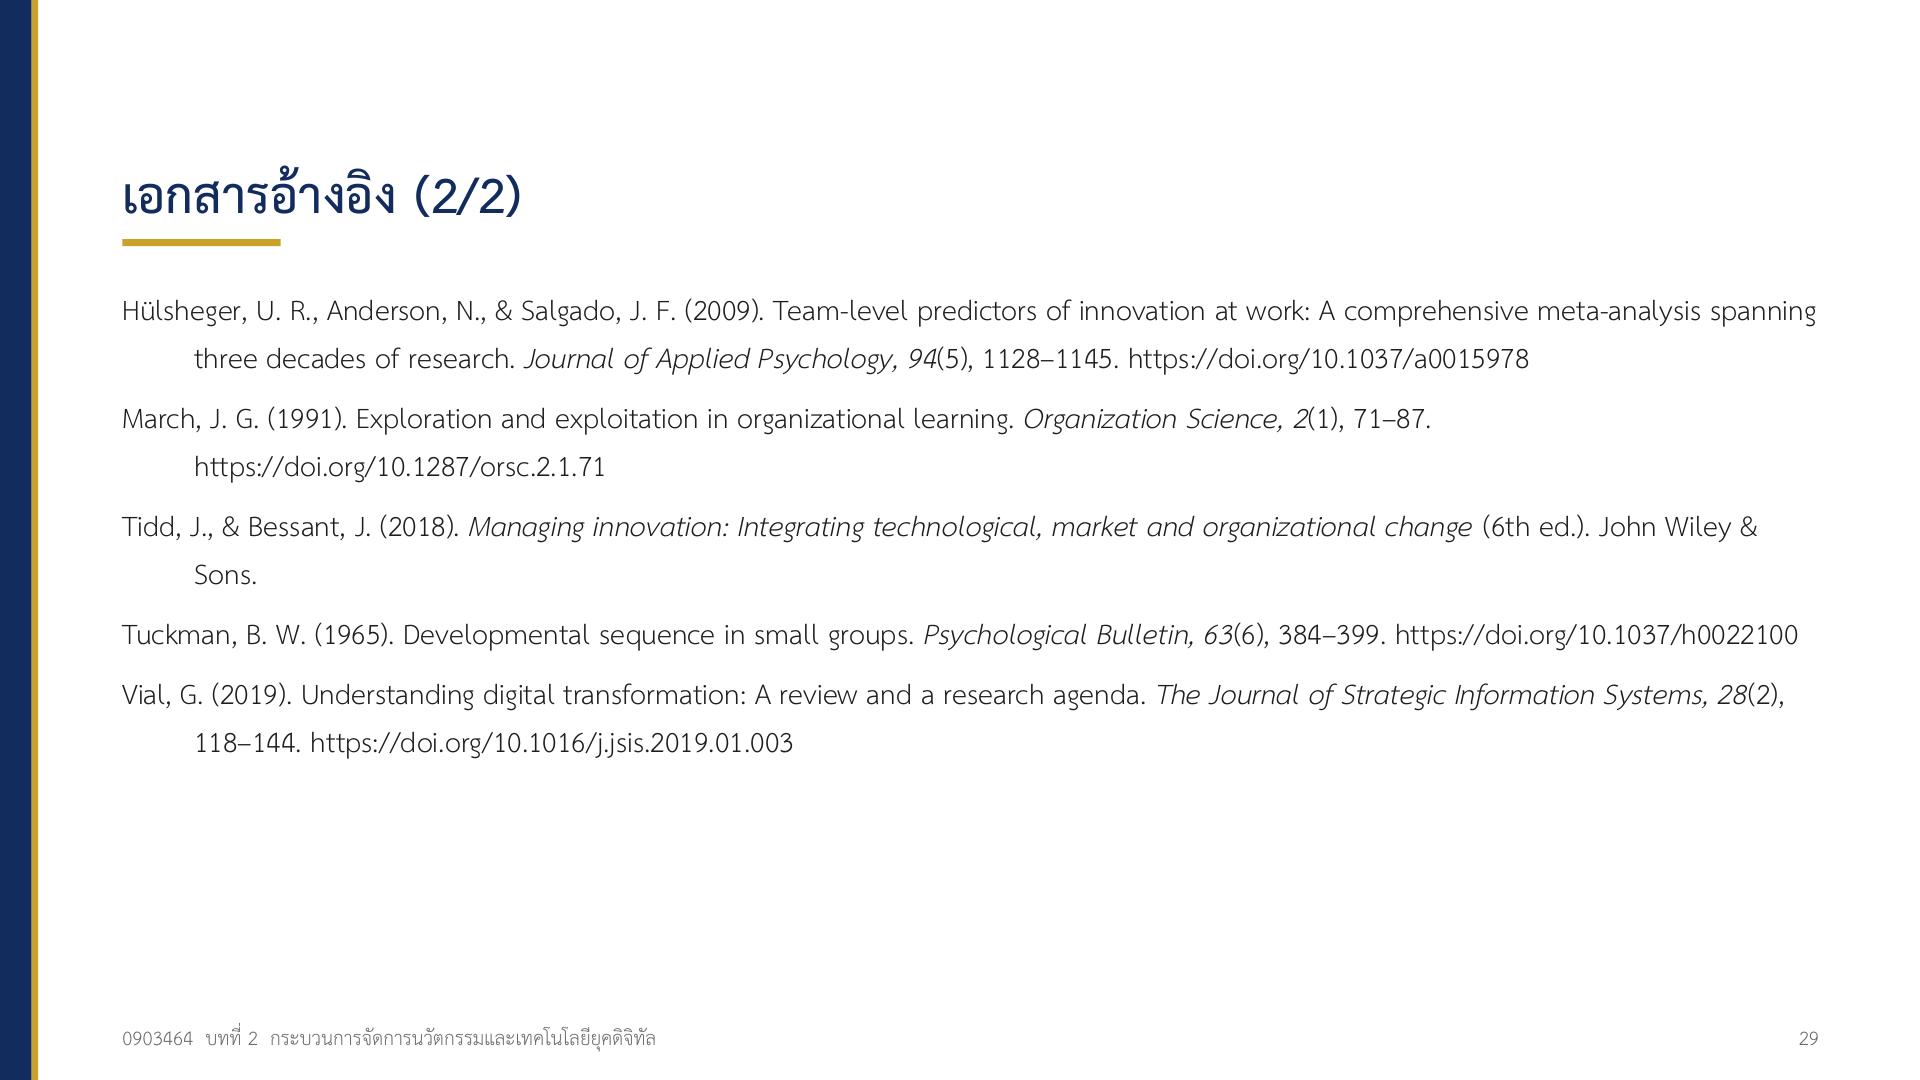 เอกสารอ้างอิง (2/2)
Hülsheger, U. R., Anderson, N., & Salgado, J. F. (2009). Team-level predictors of innovation at work: A comprehensive meta-analysis spanning
three decades of research. Journal of Applied Psychology, 94(5), 1128–1145. https://doi.org/10.1037/a0015978
March, J. G. (1991). Exploration and exploitation in organizational learning. Organization Science, 2(1), 71–87.
https://doi.org/10.1287/orsc.2.1.71
Tidd, J., & Bessant, J. (2018). Managing innovation: Integrating technological, market and organizational change (6th ed.). John Wiley &
Sons.
Tuckman, B. W. (1965). Developmental sequence in small groups. Psychological Bulletin, 63(6), 384–399. https://doi.org/10.1037/h0022100
Vial, G. (2019). Understanding digital transformation: A review and a research agenda. The Journal of Strategic Information Systems, 28(2),
118–144. https://doi.org/10.1016/j.jsis.2019.01.003
0903464 บทที่ 2 กระบวนการจัดการนวัตกรรมและเทคโนโลยียุคดิจิทัล
29